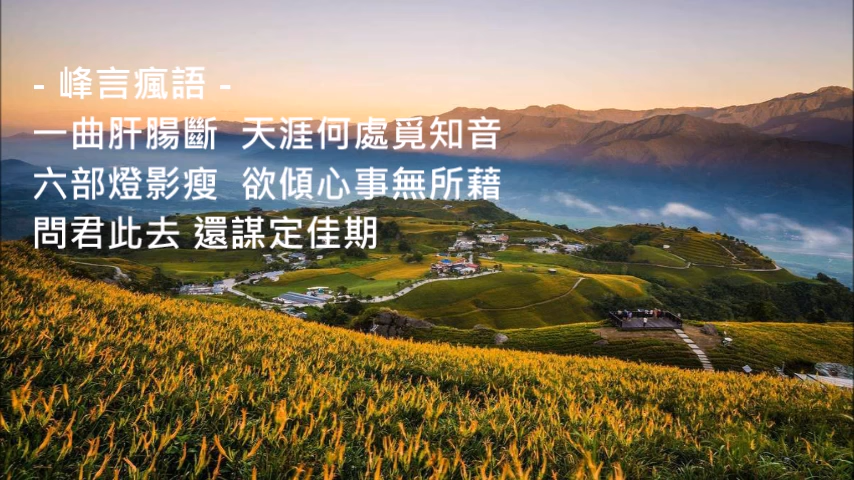 - 峰言瘋語 -
一曲肝腸斷 天涯何處覓知音
六部燈影瘦 欲傾心事無所藉
問君此去 還謀定佳期